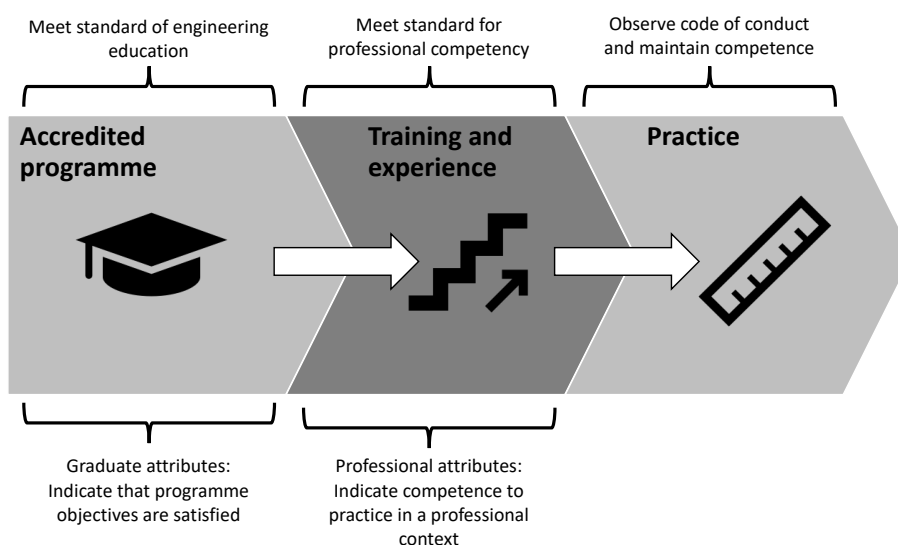 Meet standard of engineering
education
Meet standard for
professional competency
Observe code of conduct
and maintain competence
Accredited
programme
Training and
experience
Practice
Graduate attributes:
Indicate that programme
objectives are satisfied
Professional attributes:
Indicate competence to
practice in a professional
context